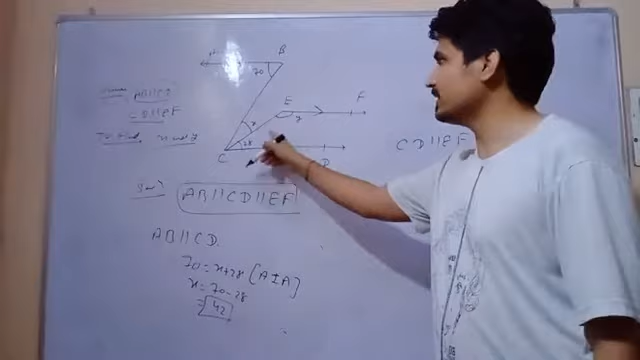 B
70
E
F
x
y
28
C
D
AB||CD
CD||EF
To Find, x and y
CD||EF
AB||CD||EF
AB||CD.
70 = x+28 [AIA]
x = 70-28
= 42